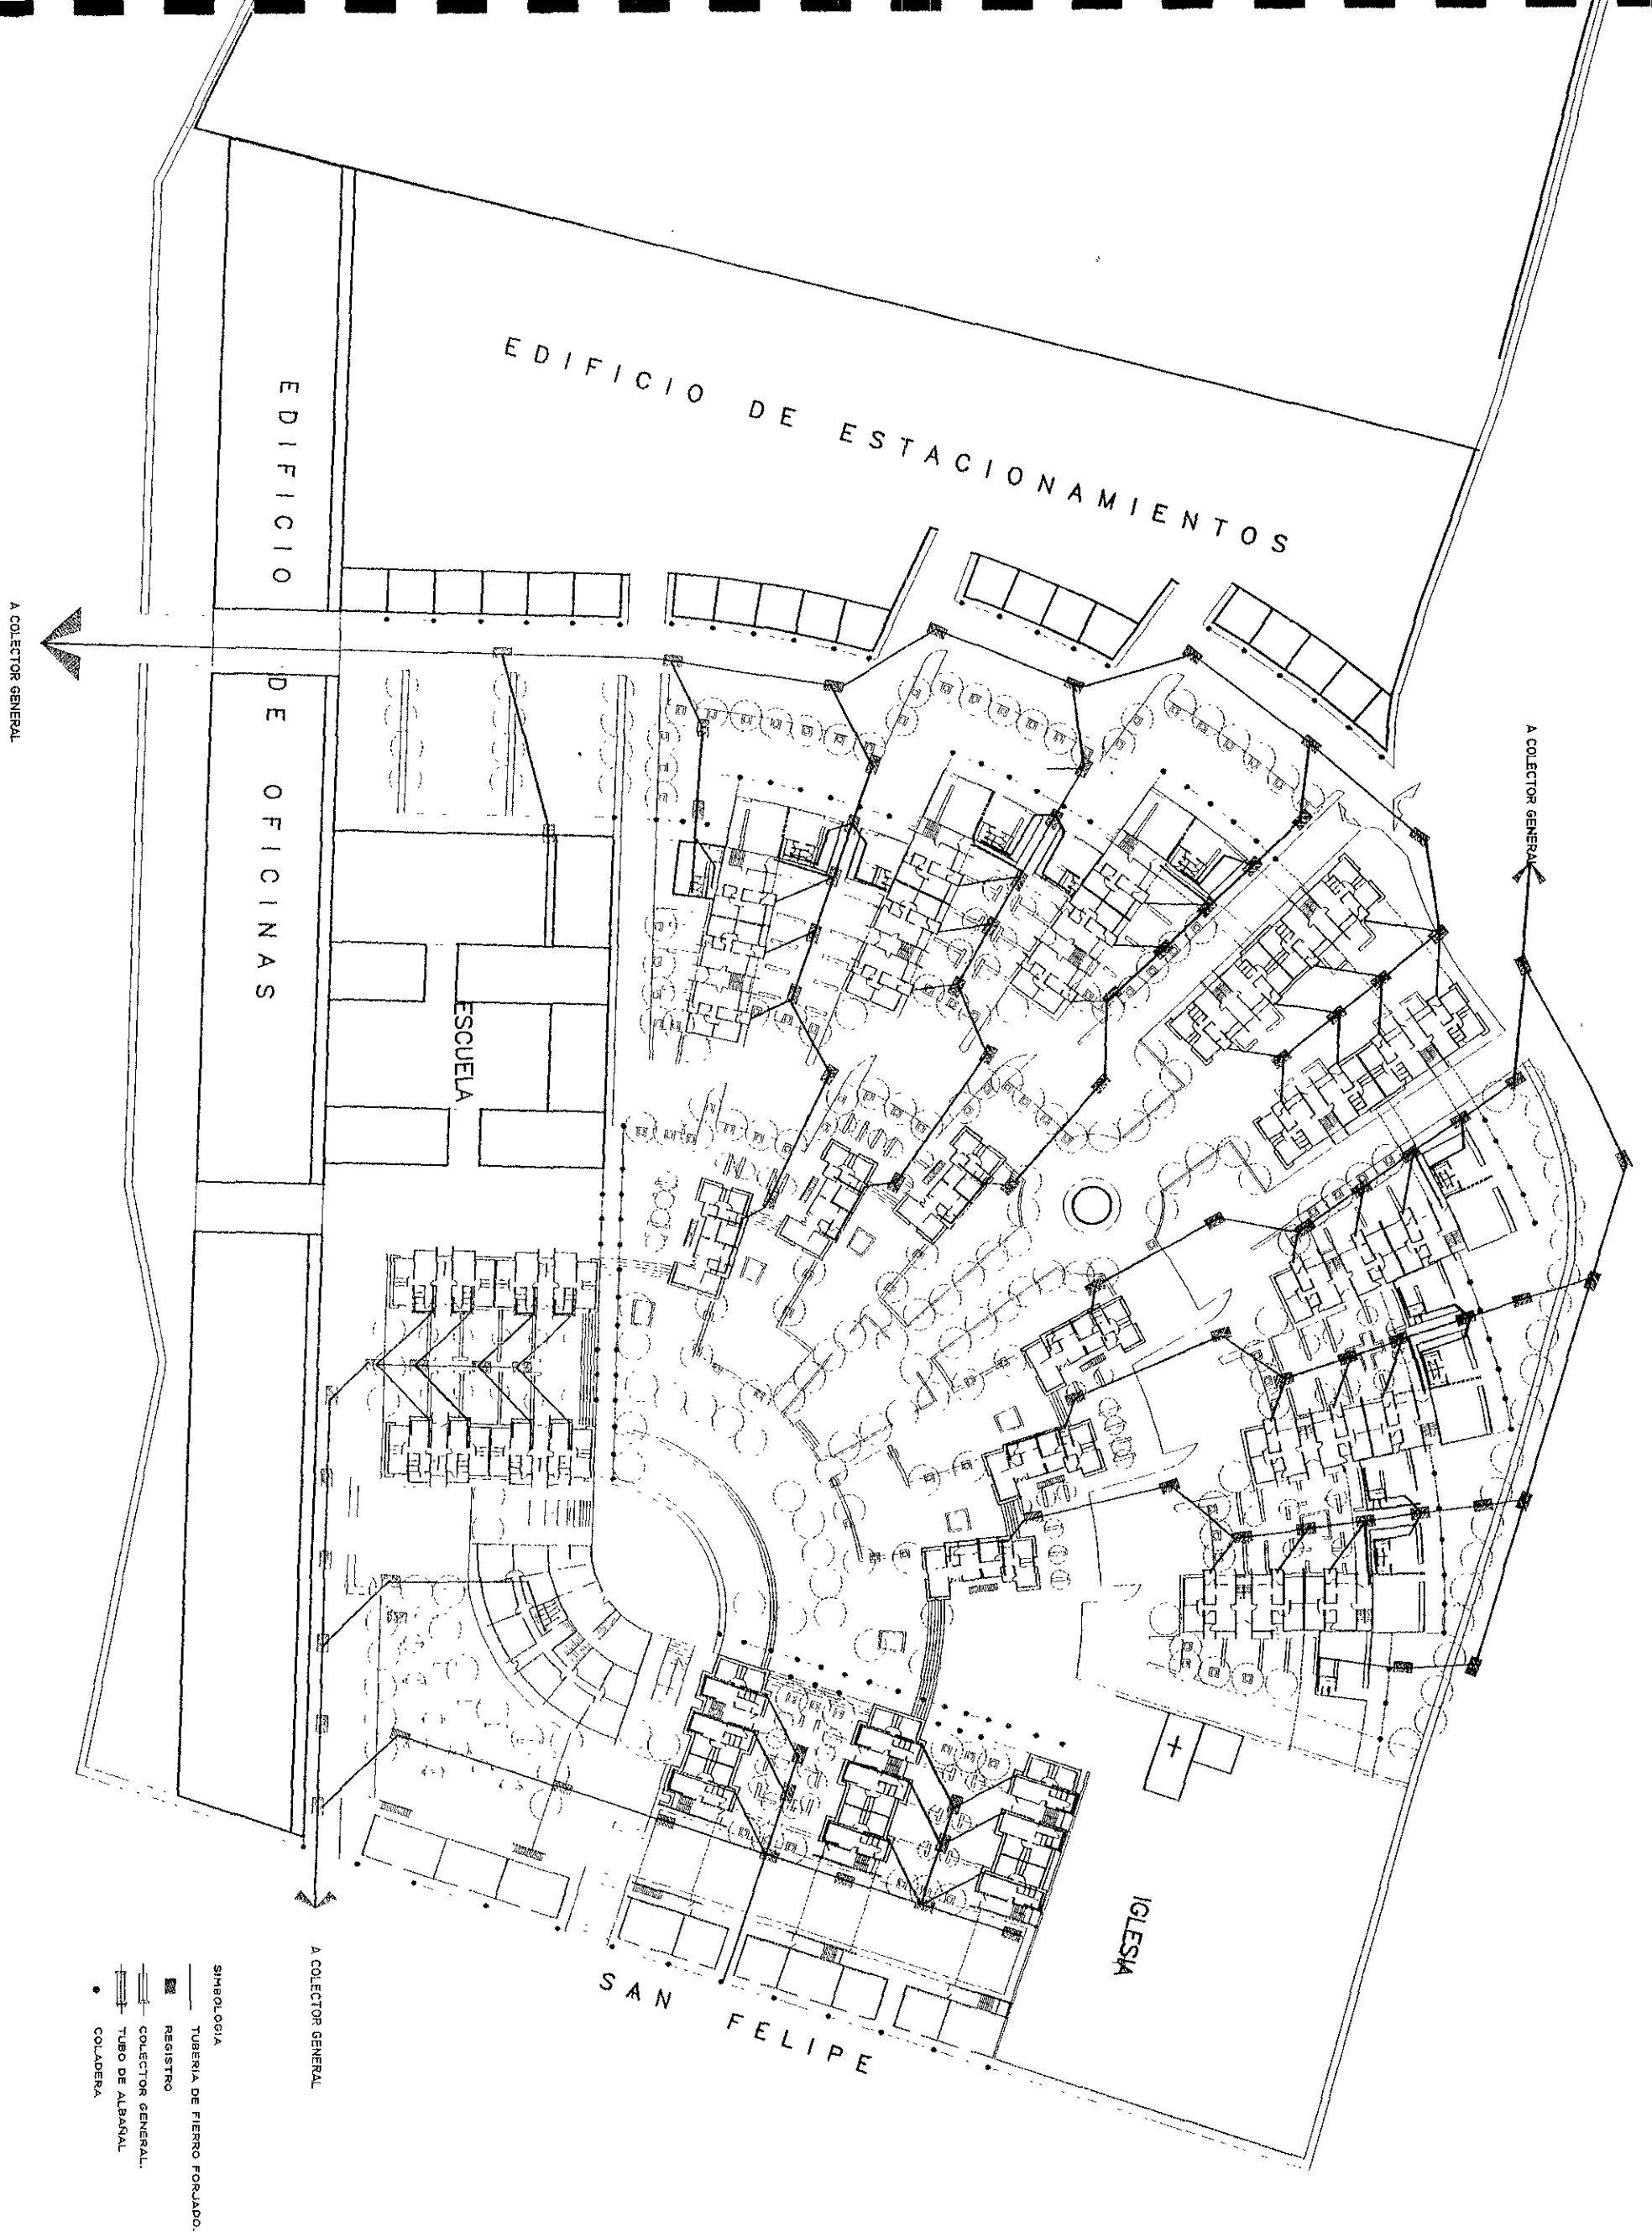 EDIFICIO DE ESTACIONAMIENTOS
EDIFICIO DE OFICINAS
A COLECTOR GENERAL
A COLECTOR GENERAL
ESCUELA
IGLESIA
SAN FELIPE
A COLECTOR GENERAL
SIMBOLOGIA
TUBERIA DE FIERRO FORJADO.
REGISTRO
COLECTOR GENERAL.
TUBO DE ALBAÑAL
COLADERA